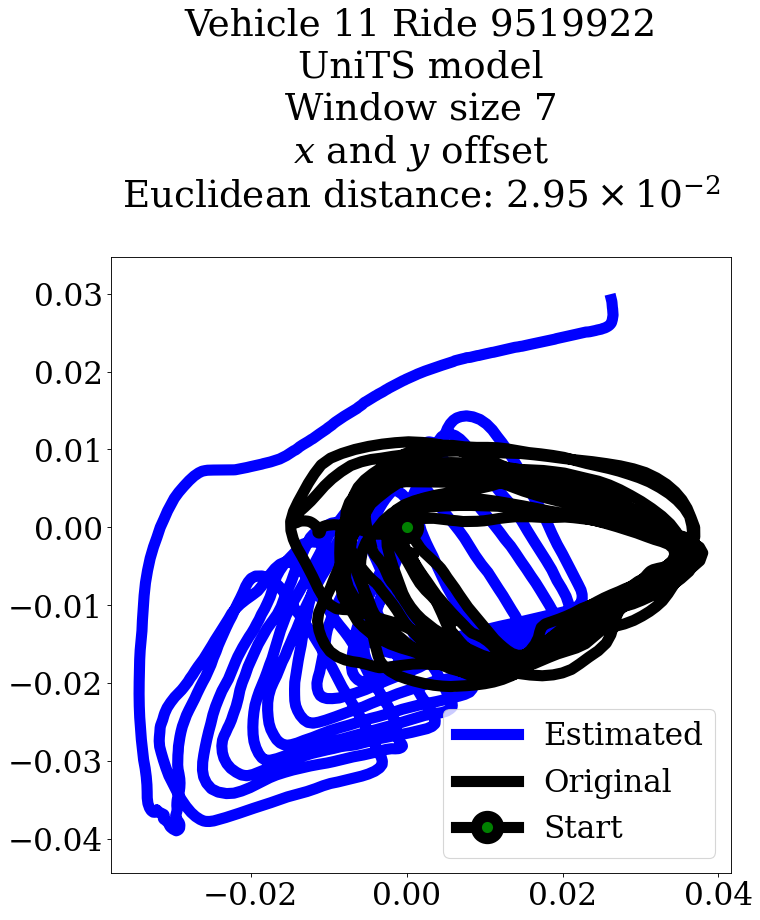 Vehicle 11 Ride 9519922
UniTS model
Window size 7
x and y offset
Euclidean distance: 2.95 × 10⁻²
0.03
0.02
0.01
0.00
−0.01
−0.02
−0.03
−0.04
−0.02 0.00 0.02 0.04
Estimated
Original
Start